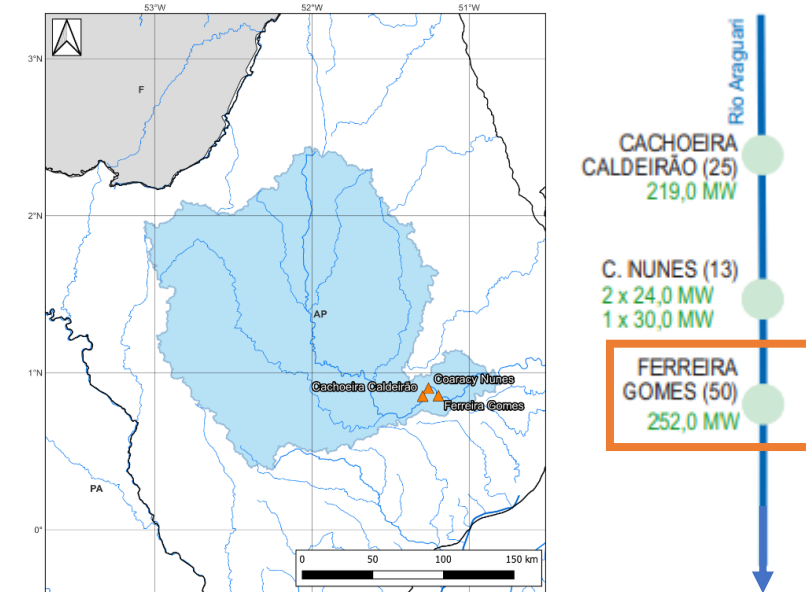 53°W
52°W
51°W
3°N
2°N
1°N
0°
F
AP
PA
Cachoeira Caldeirão
Coaracy Nunes
Ferreira Gomes
0 50 100 150 km
Rio Araguari
CACHOEIRA
CALDEIRÃO (25)
219,0 MW
C. NUNES (13)
2 x 24,0 MW
1 x 30,0 MW
FERREIRA
GOMES (50)
252,0 MW